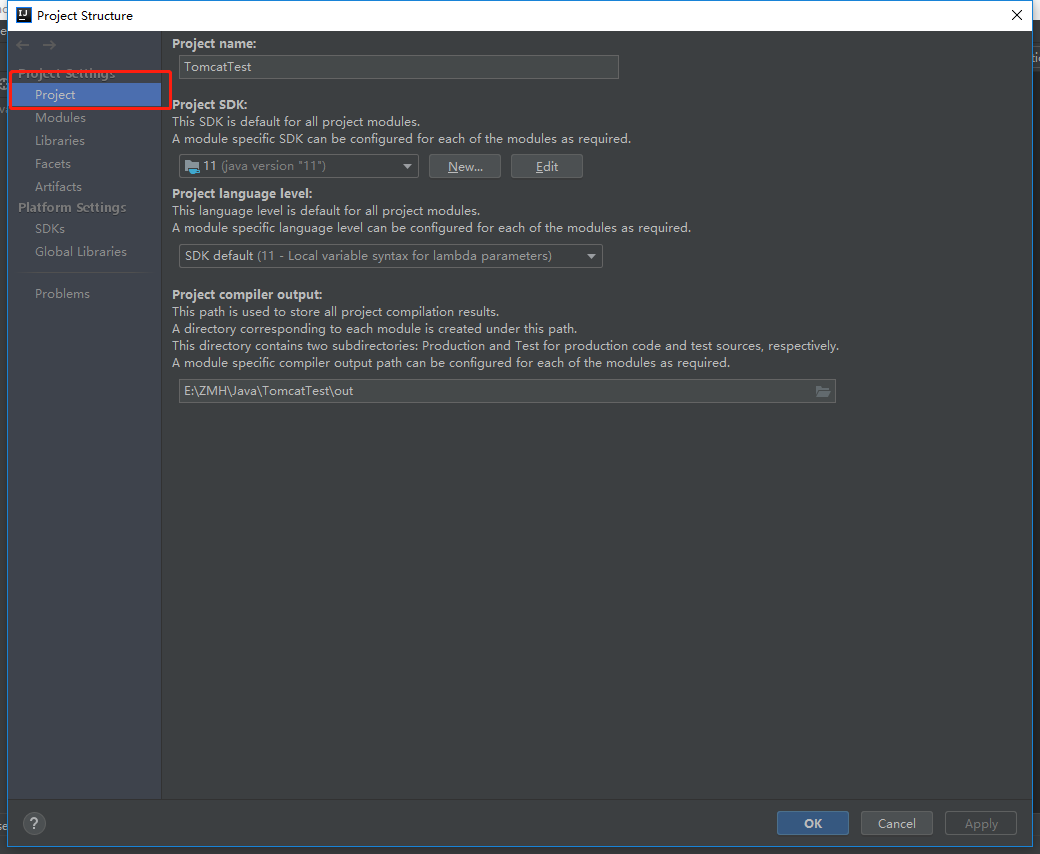 Project Structure
Project Settings
Project
Modules
Libraries
Facets
Artifacts
Platform Settings
SDKs
Global Libraries
Problems
Project name:
TomcatTest
Project SDK:
This SDK is default for all project modules.
A module specific SDK can be configured for each of the modules as required.
11 (java version "11")
New...
Edit
Project language level:
This language level is default for all project modules.
A module specific language level can be configured for each of the modules as required.
SDK default (11 - Local variable syntax for lambda parameters)
Project compiler output:
This path is used to store all project compilation results.
A directory corresponding to each module is created under this path.
This directory contains two subdirectories: Production and Test for production code and test sources, respectively.
A module specific compiler output path can be configured for each of the modules as required.
E:\ZMH\Java\TomcatTest\out
?
OK
Cancel
Apply